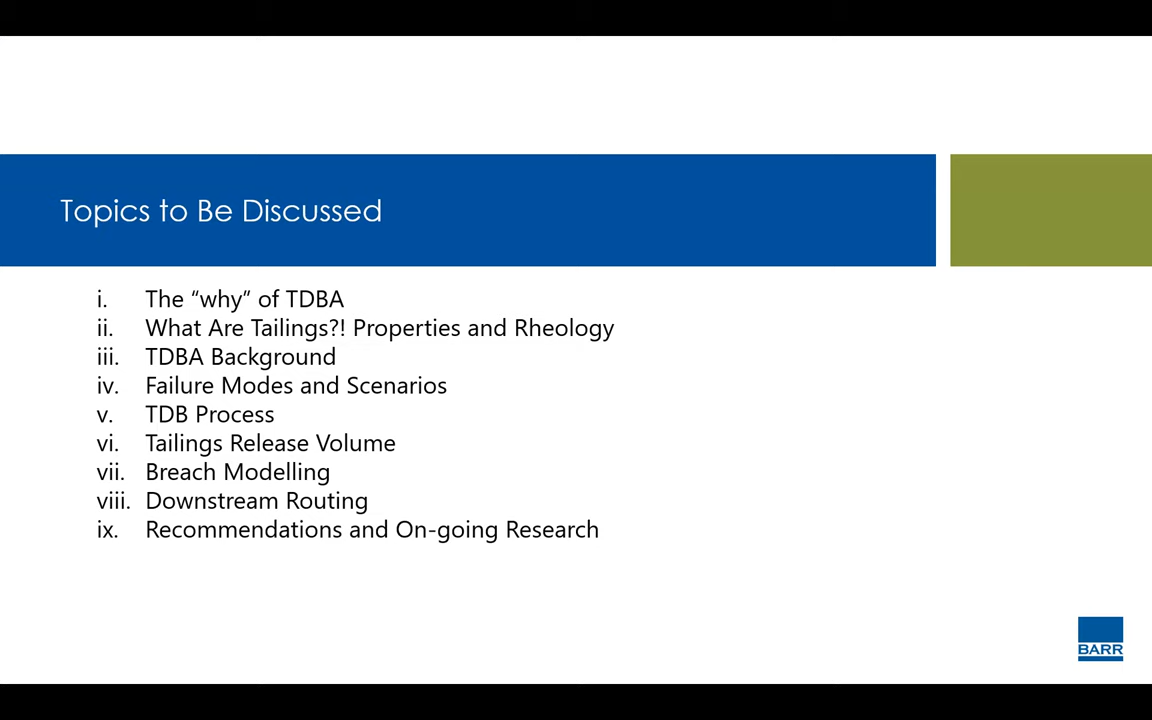 Topics to Be Discussed
i. The “why” of TDBA
ii. What Are Tailings?! Properties and Rheology
iii. TDBA Background
iv. Failure Modes and Scenarios
v. TDB Process
vi. Tailings Release Volume
vii. Breach Modelling
viii. Downstream Routing
ix. Recommendations and On-going Research
BARR